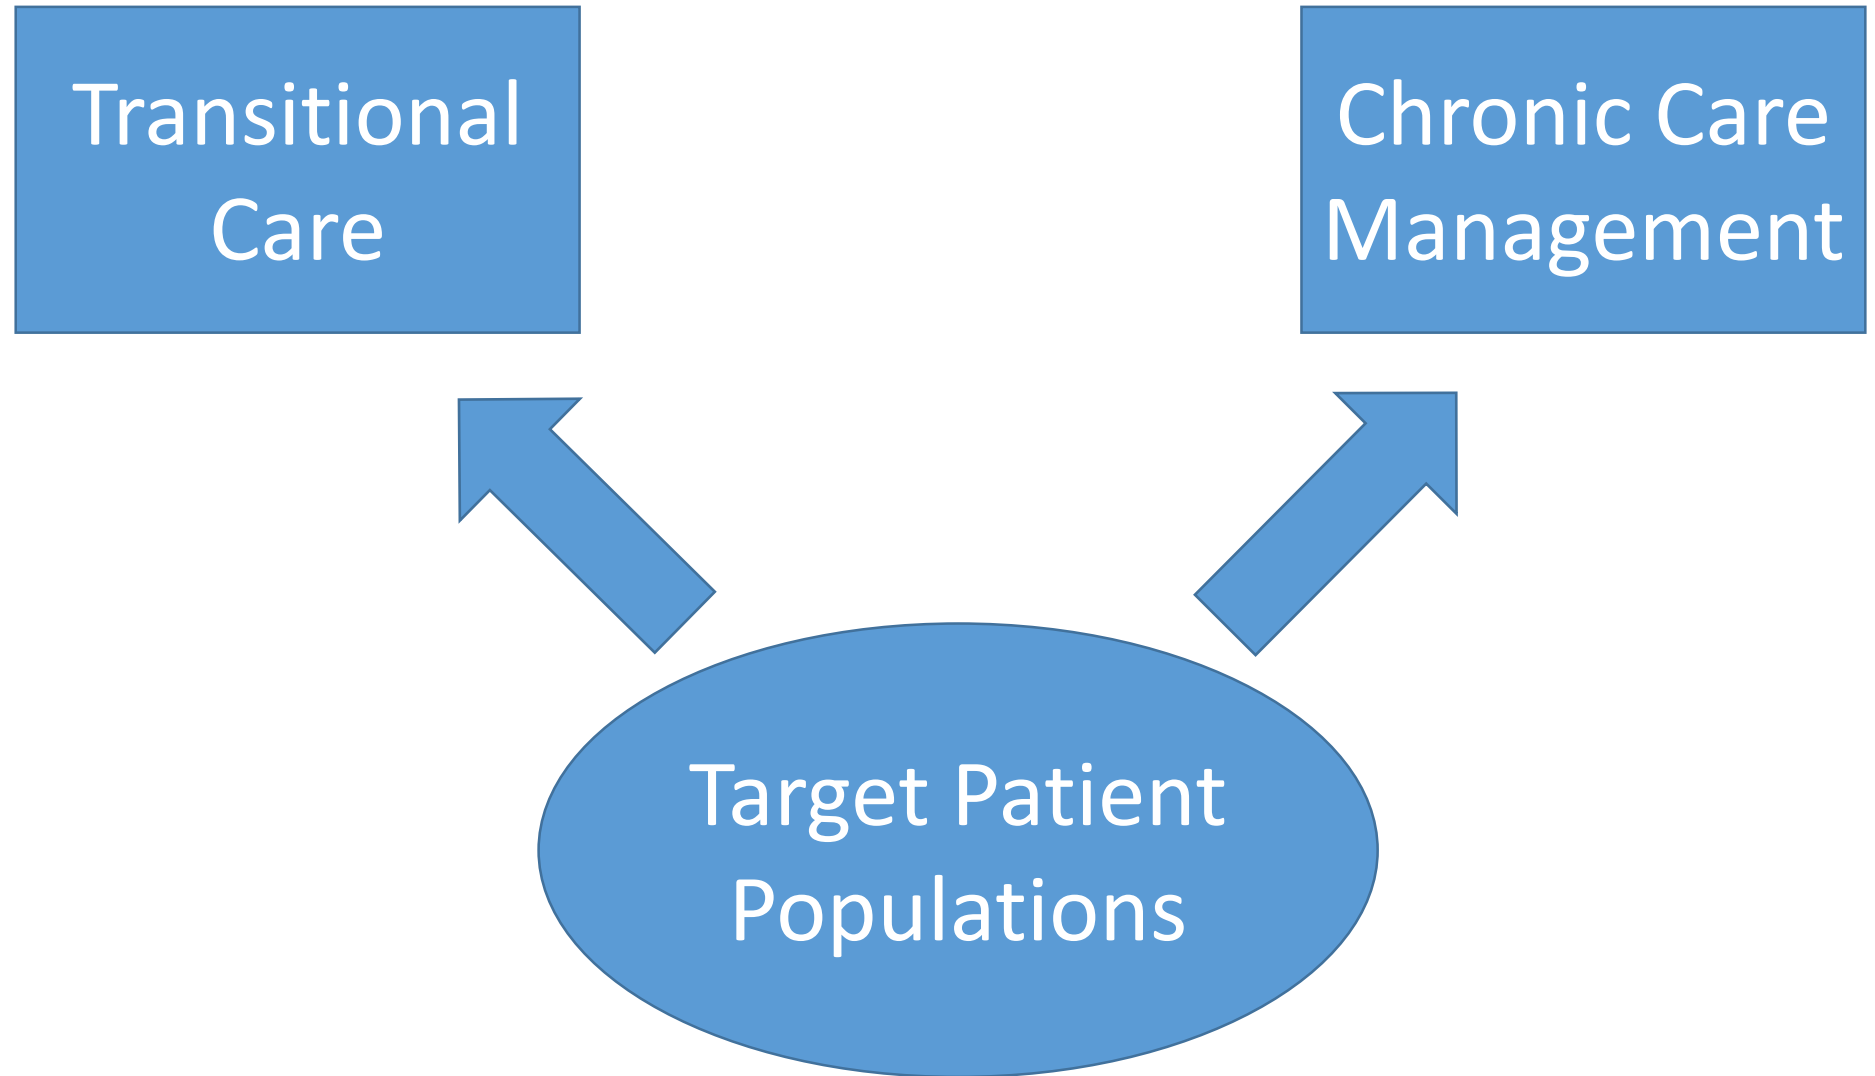 Transitional
Care
Chronic Care
Management
Target Patient
Populations